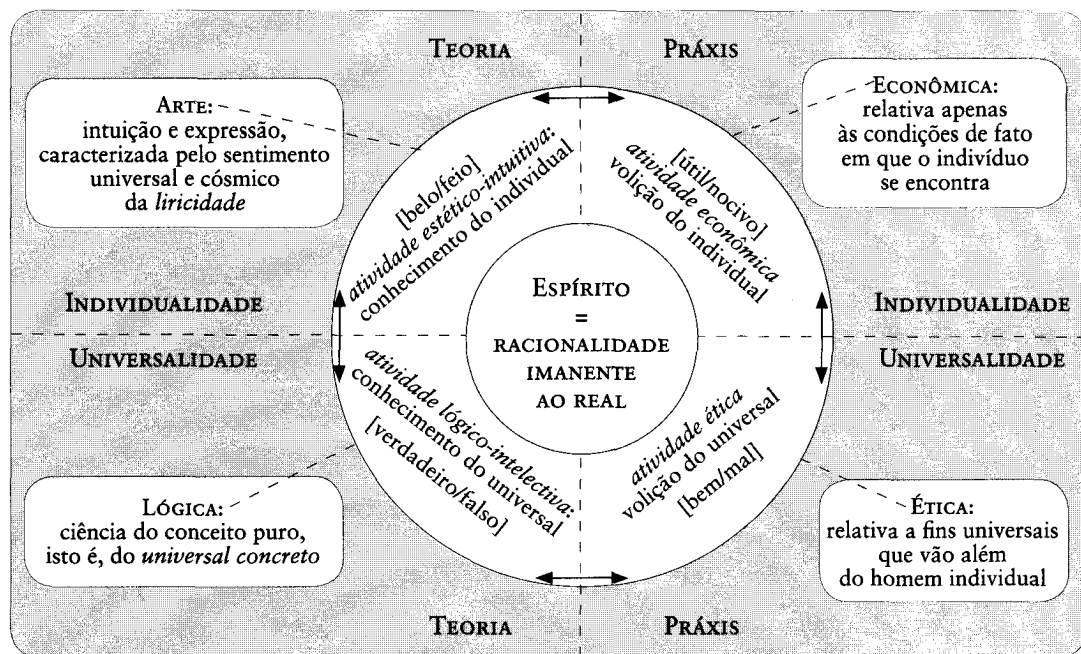 TEORIA
PRÁXIS
ARTE:
intuição e expressão,
caracterizada pelo sentimento
universal e cósmico
da liricidade
ECONÔMICA:
relativa apenas
às condições de fato
em que o indivíduo
se encontra
[belo/feio]
atividade estético-intuitiva:
conhecimento do individual
[útil/nocivo]
atividade econômica
volição do individual
ESPÍRITO
=
RACIONALIDADE
IMANENTE
AO REAL
INDIVIDUALIDADE
UNIVERSALIDADE
INDIVIDUALIDADE
UNIVERSALIDADE
atividade lógico-intelectiva:
conhecimento do universal
[verdadeiro/falso]
atividade ética
volição do universal
[bem/mal]
LÓGICA:
ciência do conceito puro,
isto é, do universal concreto
ÉTICA:
relativa a fins universais
que vão além
do homem individual
TEORIA
PRÁXIS